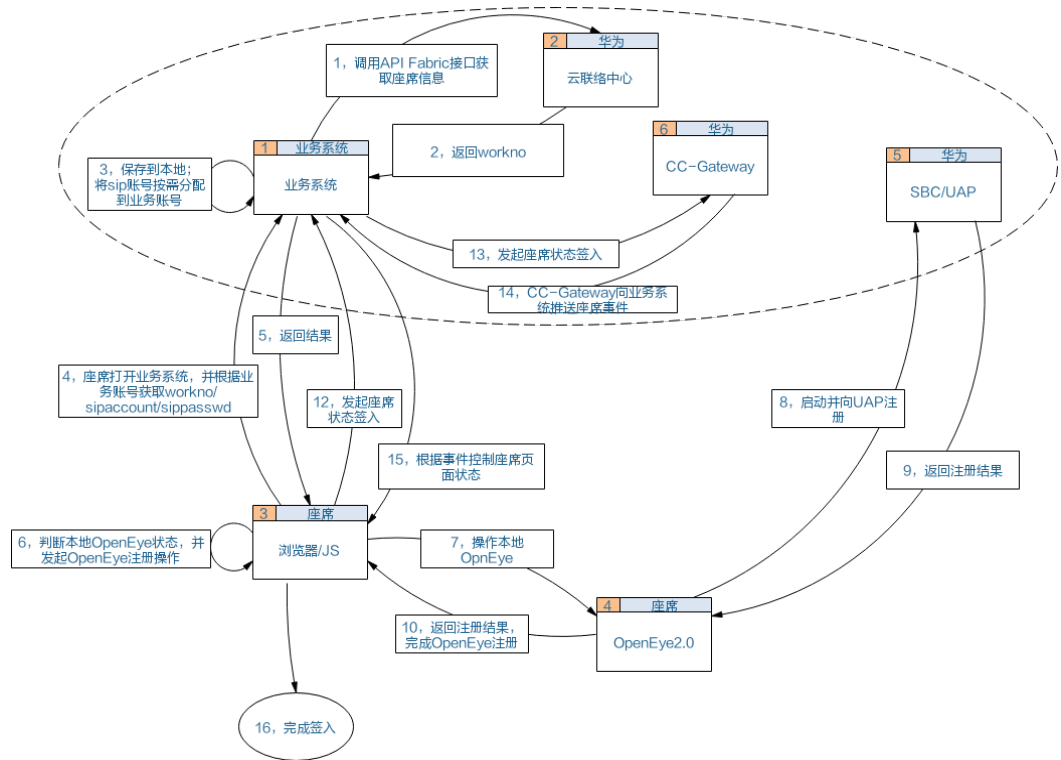 2 华为
云联络中心
1，调用API Fabric接口获
取座席信息
6 华为
CC-Gateway
2，返回workno
1 业务系统
业务系统
5 华为
SBC/UAP
3，保存到本地；
将sip账号按需分配
到业务账号
13，发起座席状态签入
14，CC-Gateway向业务系
统推送座席事件
5，返回结果
4，座席打开业务系统，并根据业
务账号获取workno/
sipaccount/sippasswd
12，发起座席
状态签入
8，启动并向UAP注
册
15，根据事件控制座席页
面状态
9，返回注册结果
3 座席
浏览器/JS
6，判断本地OpenEye状态，并
发起OpenEye注册操作
7，操作本地
OpnEye
4 座席
OpenEye2.0
10，返回注册结果，
完成OpenEye注册
16，完成签入